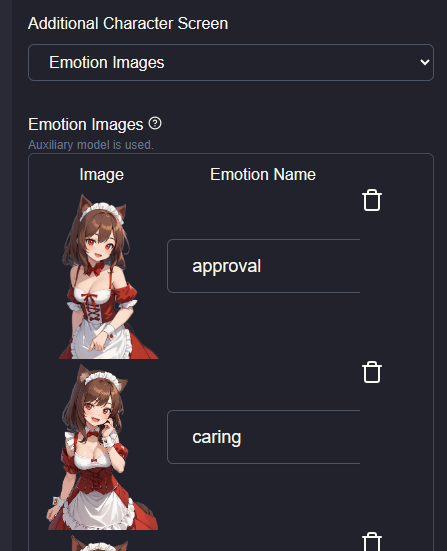 Additional Character Screen
Emotion Images
Emotion Images
Auxiliary model is used.
Image Emotion Name
approval
caring